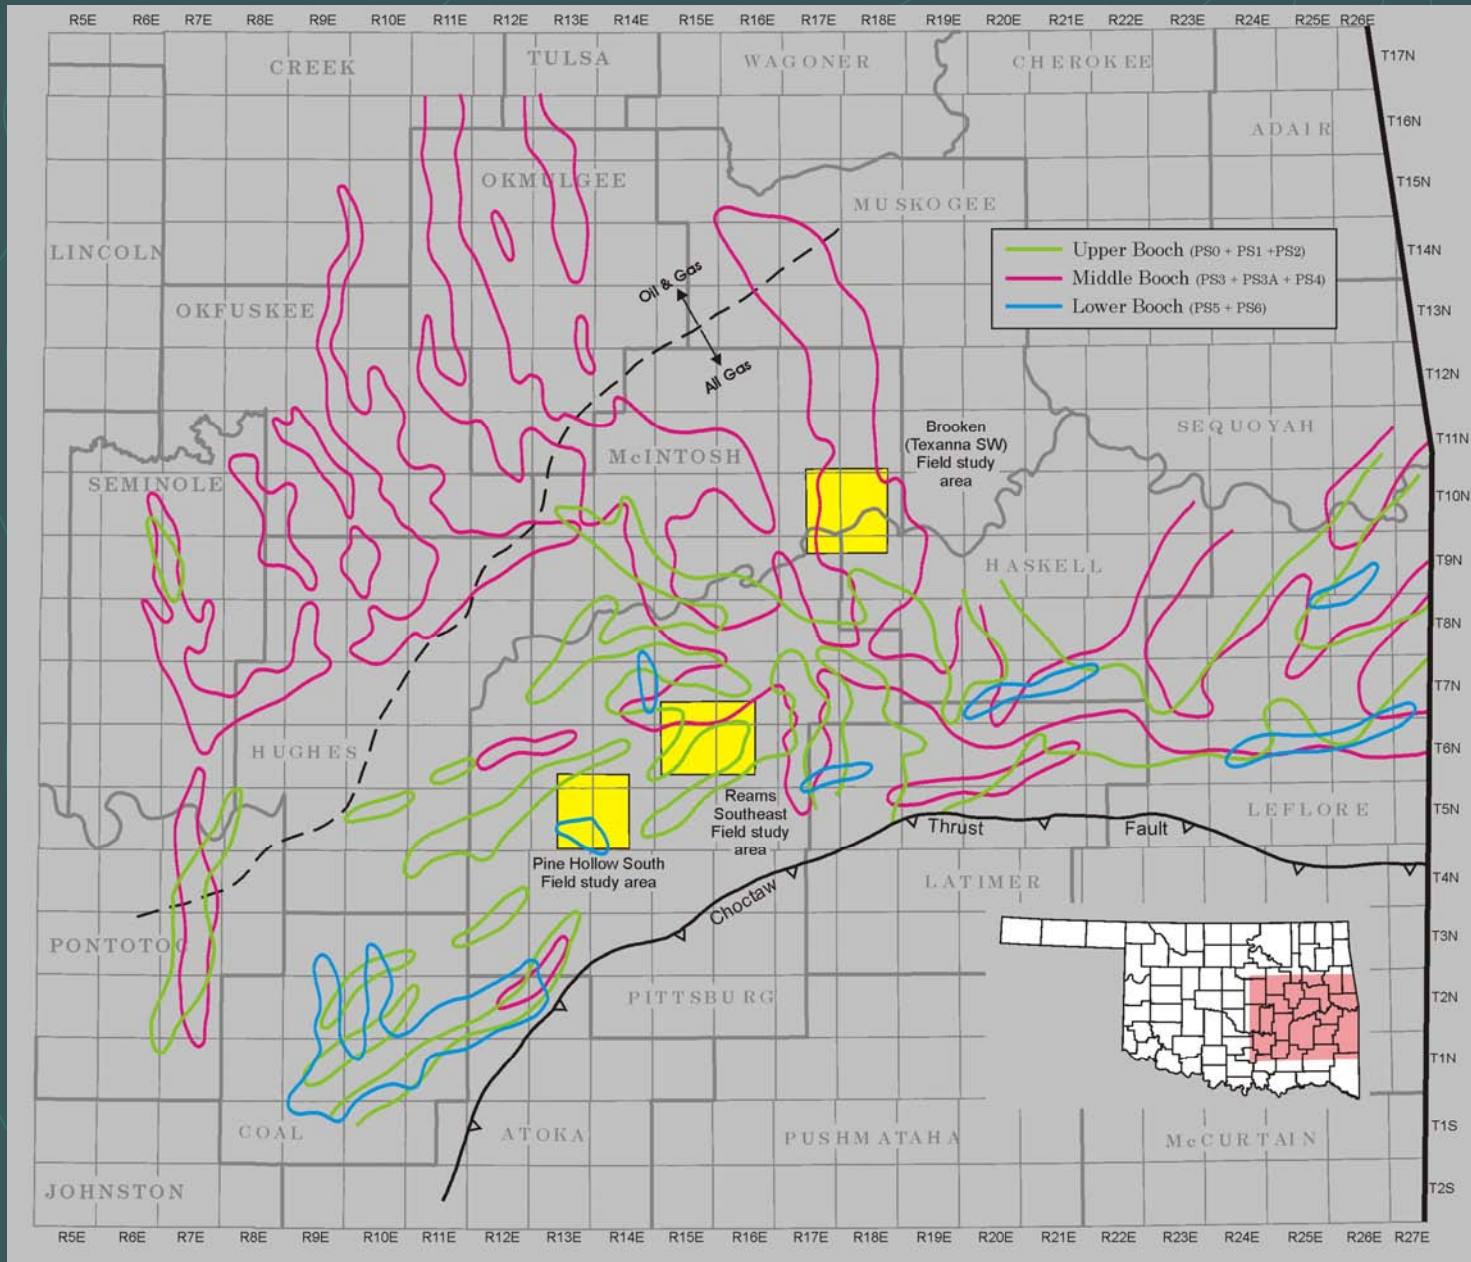 R5E R6E R7E R8E R9E R10E R11E R12E R13E R14E R15E R16E R17E R18E R19E R20E R21E R22E R23E R24E R25E R26E
T17N
CREEK
TULSA
WAGONER
CHEROKEE
T16N
ADAIR
T15N
OKMULGEE
MUSKOGEE
LINCOLN
T14N
Upper Booch (PS0 + PS1 +PS2)
Middle Booch (PS3 + PS3A + PS4)
Lower Booch (PS5 + PS6)
Oil & Gas
All Gas
OKFUSKEE
T13N
T12N
Brooken
(Texanna SW)
Field study
area
SEQUOYAH
T11N
McINTOSH
SEMINOLE
T10N
HASKELL
T9N
T8N
T7N
HUGHES
T6N
Reams
Southeast
Field study
area
LEFLORE
T5N
Choctaw
Thrust
Fault
Pine Hollow South
Field study area
LATIMER
T4N
PONTOTOC
T3N
PITTSBURG
T2N
T1N
COAL
ATOKA
PUSHMATAHA
McCURTAIN
T1S
JOHNSTON
T2S
R5E R6E R7E R8E R9E R10E R11E R12E R13E R14E R15E R16E R17E R18E R19E R20E R21E R22E R23E R24E R25E R26E R27E